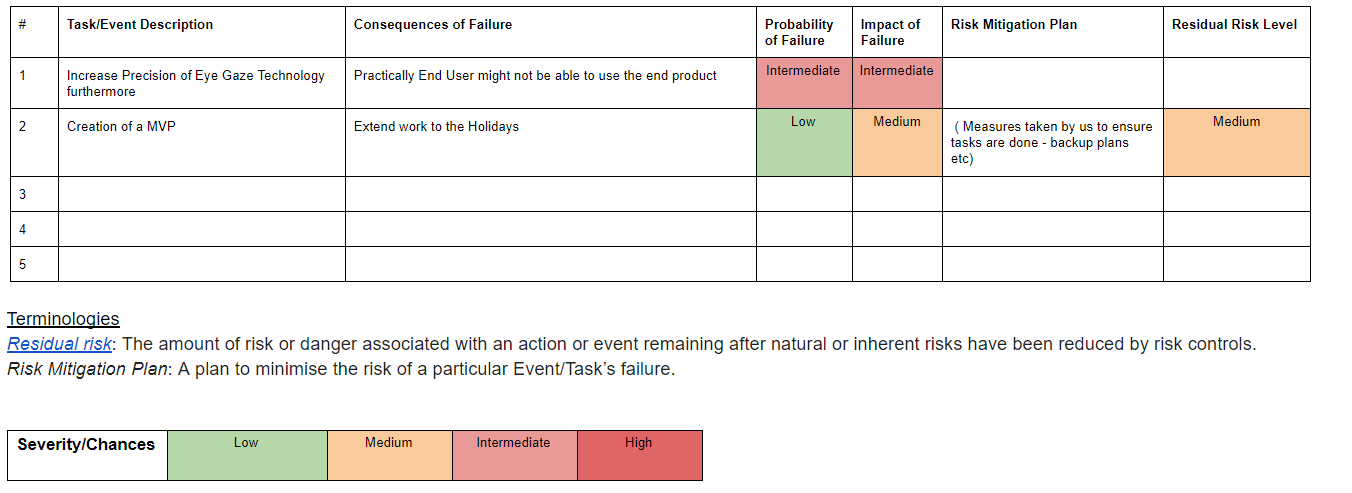 # Task/Event Description Consequences of Failure Probability of Failure Impact of Failure Risk Mitigation Plan Residual Risk Level
1 Increase Precision of Eye Gaze Technology furthermore Practically End User might not be able to use the end product Intermediate Intermediate
2 Creation of a MVP Extend work to the Holidays Low Medium ( Measures taken by us to ensure tasks are done - backup plans etc) Medium
3
4
5
Terminologies
Residual risk: The amount of risk or danger associated with an action or event remaining after natural or inherent risks have been reduced by risk controls.
Risk Mitigation Plan: A plan to minimise the risk of a particular Event/Task’s failure.
Severity/Chances Low Medium Intermediate High